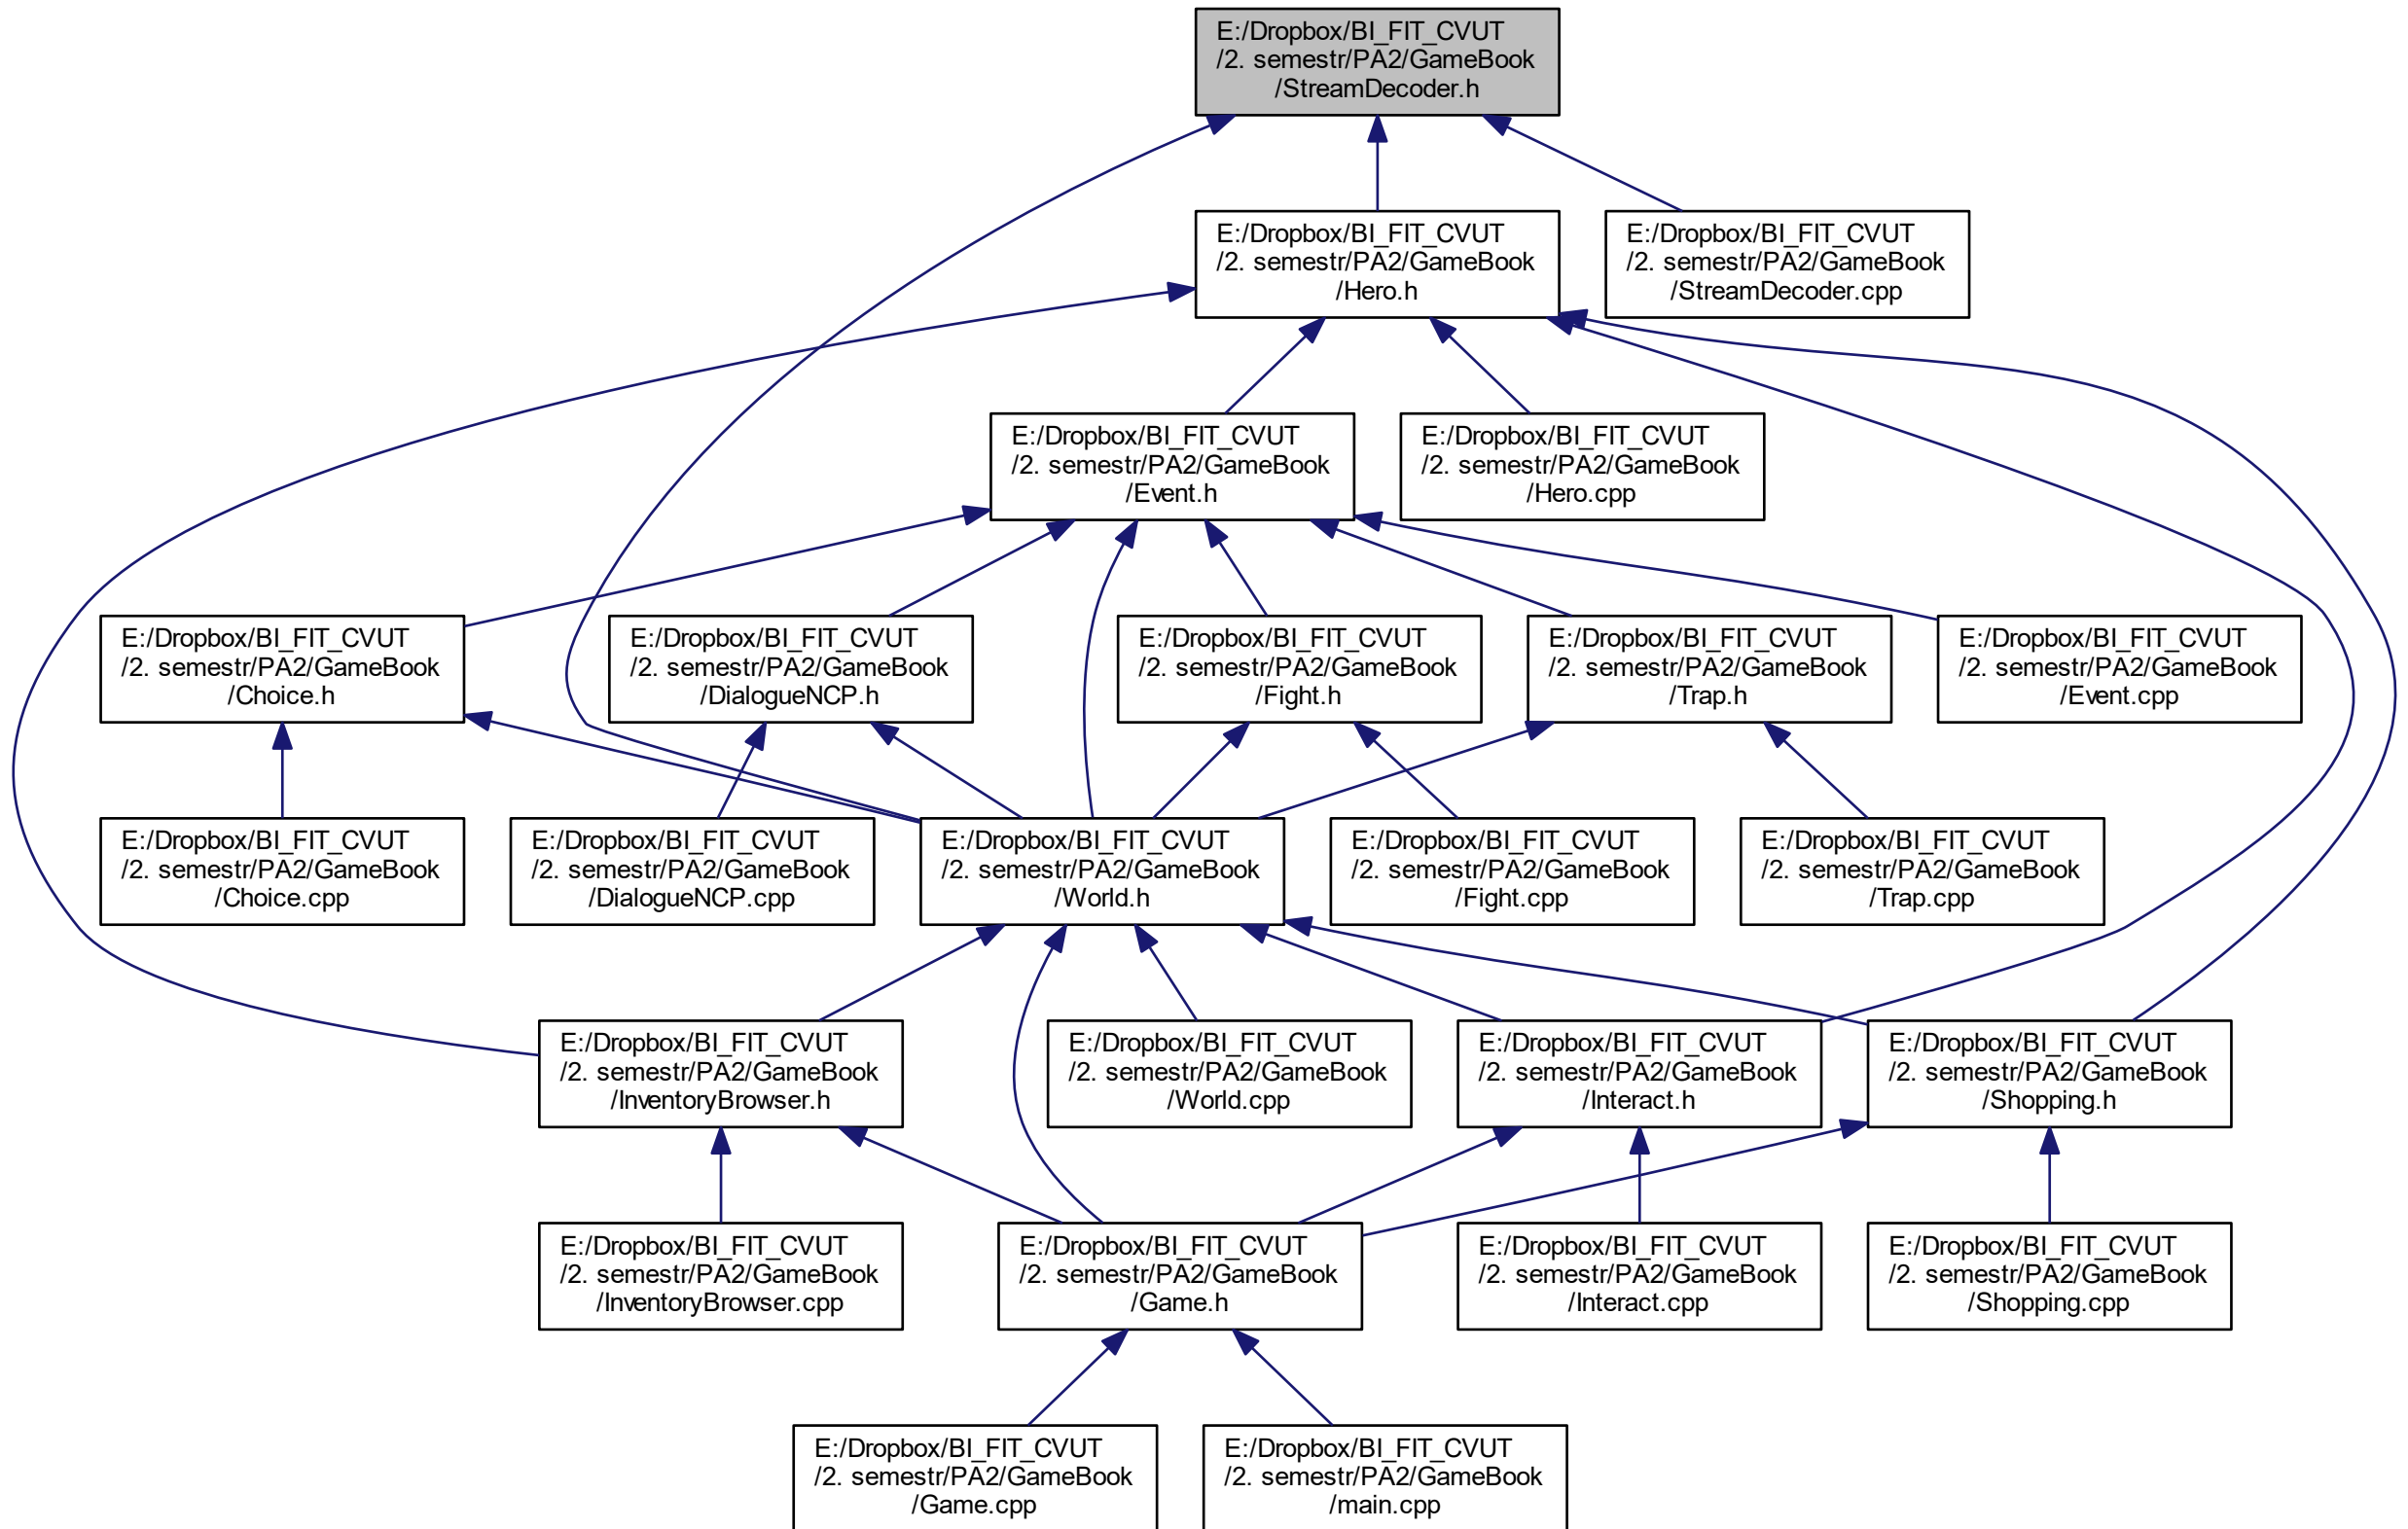 E:/Dropbox/BI_FIT_CVUT
/2. semestr/PA2/GameBook
/StreamDecoder.h
E:/Dropbox/BI_FIT_CVUT
/2. semestr/PA2/GameBook
/Hero.h
E:/Dropbox/BI_FIT_CVUT
/2. semestr/PA2/GameBook
/StreamDecoder.cpp
E:/Dropbox/BI_FIT_CVUT
/2. semestr/PA2/GameBook
/Event.h
E:/Dropbox/BI_FIT_CVUT
/2. semestr/PA2/GameBook
/Hero.cpp
E:/Dropbox/BI_FIT_CVUT
/2. semestr/PA2/GameBook
/Choice.h
E:/Dropbox/BI_FIT_CVUT
/2. semestr/PA2/GameBook
/DialogueNCP.h
E:/Dropbox/BI_FIT_CVUT
/2. semestr/PA2/GameBook
/Fight.h
E:/Dropbox/BI_FIT_CVUT
/2. semestr/PA2/GameBook
/Trap.h
E:/Dropbox/BI_FIT_CVUT
/2. semestr/PA2/GameBook
/Event.cpp
E:/Dropbox/BI_FIT_CVUT
/2. semestr/PA2/GameBook
/Choice.cpp
E:/Dropbox/BI_FIT_CVUT
/2. semestr/PA2/GameBook
/DialogueNCP.cpp
E:/Dropbox/BI_FIT_CVUT
/2. semestr/PA2/GameBook
/World.h
E:/Dropbox/BI_FIT_CVUT
/2. semestr/PA2/GameBook
/Fight.cpp
E:/Dropbox/BI_FIT_CVUT
/2. semestr/PA2/GameBook
/Trap.cpp
E:/Dropbox/BI_FIT_CVUT
/2. semestr/PA2/GameBook
/InventoryBrowser.h
E:/Dropbox/BI_FIT_CVUT
/2. semestr/PA2/GameBook
/World.cpp
E:/Dropbox/BI_FIT_CVUT
/2. semestr/PA2/GameBook
/Interact.h
E:/Dropbox/BI_FIT_CVUT
/2. semestr/PA2/GameBook
/Shopping.h
E:/Dropbox/BI_FIT_CVUT
/2. semestr/PA2/GameBook
/InventoryBrowser.cpp
E:/Dropbox/BI_FIT_CVUT
/2. semestr/PA2/GameBook
/Game.h
E:/Dropbox/BI_FIT_CVUT
/2. semestr/PA2/GameBook
/Interact.cpp
E:/Dropbox/BI_FIT_CVUT
/2. semestr/PA2/GameBook
/Shopping.cpp
E:/Dropbox/BI_FIT_CVUT
/2. semestr/PA2/GameBook
/Game.cpp
E:/Dropbox/BI_FIT_CVUT
/2. semestr/PA2/GameBook
/main.cpp